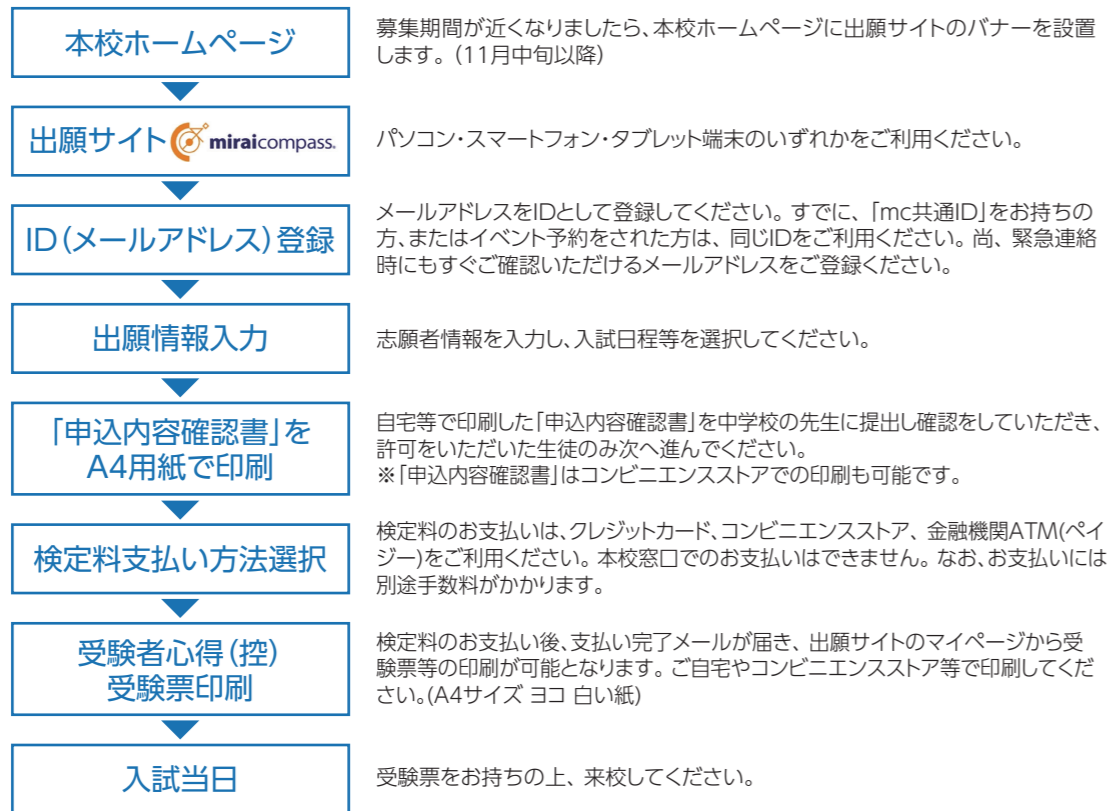 本校ホームページ
募集期間が近くなりましたら、本校ホームページに出願サイトのバナーを設置
します。（11月中旬以降）
出願サイト miraicompass.
パソコン・スマートフォン・タブレット端末のいずれかをご利用ください。
ID（メールアドレス）登録
メールアドレスをIDとして登録してください。すでに、「mc共通ID」をお持ちの
方、またはイベント予約をされた方は、同じIDをご利用ください。尚、緊急連絡
時にもすぐご確認いただけるメールアドレスをご登録ください。
出願情報入力
志願者情報を入力し、入試日程等を選択してください。
「申込内容確認書」を
A4用紙で印刷
自宅等で印刷した「申込内容確認書」を中学校の先生に提出し確認をしていただき、
許可をいただいた生徒のみ次へ進んでください。
※「申込内容確認書」はコンビニエンスストアでの印刷も可能です。
検定料支払い方法選択
検定料のお支払いは、クレジットカード、コンビニエンスストア、金融機関ATM(ペイ
ジー)をご利用ください。本校窓口でのお支払いはできません。なお、お支払いには
別途手数料がかかります。
受験者心得（控）
受験票印刷
検定料のお支払い後、支払い完了メールが届き、出願サイトのマイページから受
験票等の印刷が可能となります。ご自宅やコンビニエンスストア等で印刷してくだ
さい。(A4サイズ ヨコ 白い紙)
入試当日
受験票をお持ちの上、来校してください。